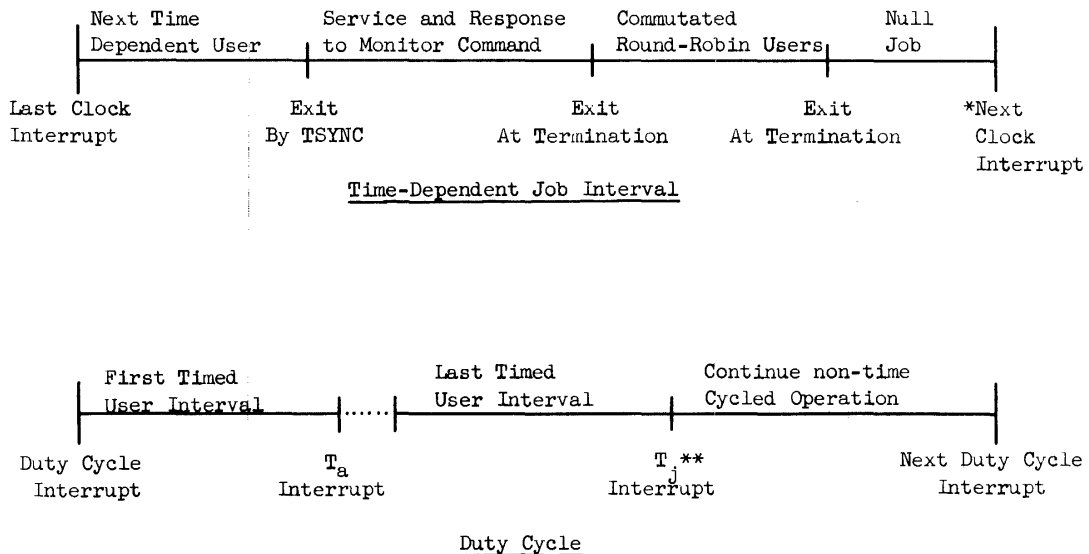 Next Time Service and Response Commutated Null
Dependent User to Monitor Command Round-Robin Users Job
Last Clock Exit Exit Exit *Next
Interrupt By TSYNC At Termination At Termination Clock
Interrupt
Time-Dependent Job Interval
First Timed Last Timed Continue non-time
User Interval ...... User Interval Cycled Operation
Duty Cycle Ta Tj** Next Duty Cycle
Interrupt Interrupt Interrupt Interrupt
Duty Cycle